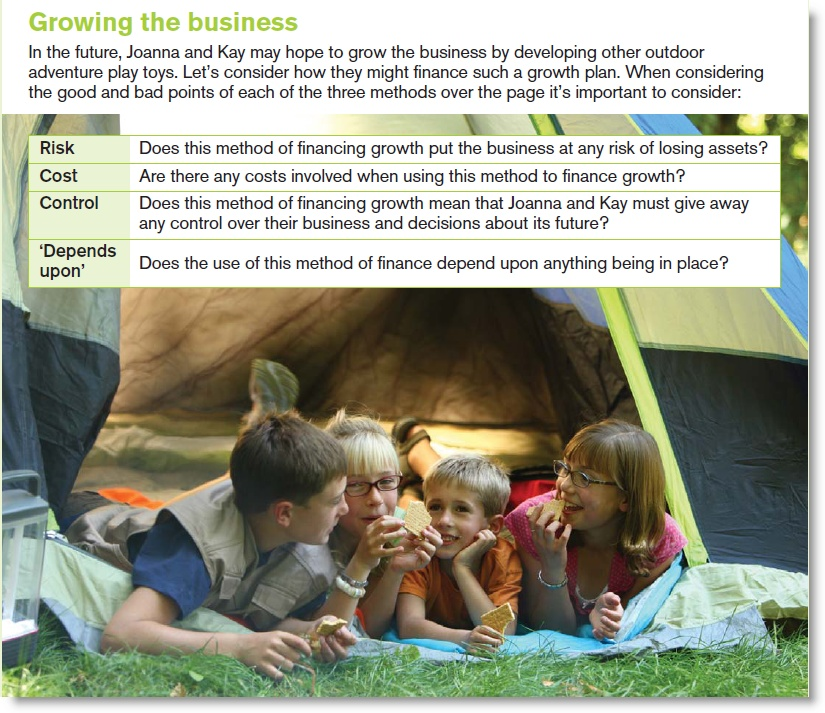 Growing the business
In the future, Joanna and Kay may hope to grow the business by developing other outdoor
adventure play toys. Let’s consider how they might finance such a growth plan. When considering
the good and bad points of each of the three methods over the page it’s important to consider:
Risk Does this method of financing growth put the business at any risk of losing assets?
Cost Are there any costs involved when using this method to finance growth?
Control Does this method of financing growth mean that Joanna and Kay must give away
any control over their business and decisions about its future?
‘Depends
upon’ Does the use of this method of finance depend upon anything being in place?